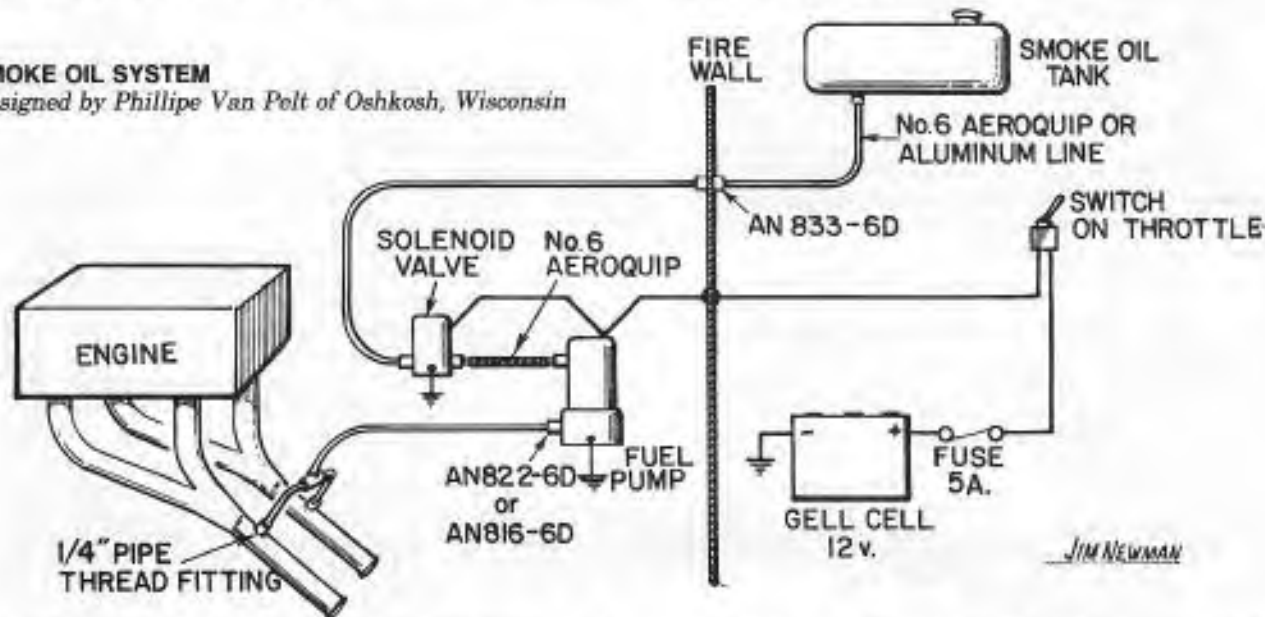 MOKE OIL SYSTEM
signed by Phillipe Van Pelt of Oshkosh, Wisconsin
FIRE
WALL
SMOKE OIL
TANK
No.6 AEROQUIP OR
ALUMINUM LINE
AN 833-6D
SWITCH
ON THROTTLE
SOLENOID
VALVE
No.6
AEROQUIP
ENGINE
FUEL
PUMP
AN822-6D
or
AN816-6D
1/4" PIPE
THREAD FITTING
- +
FUSE
5A.
GELL CELL
12 v.
JIM NEWMAN